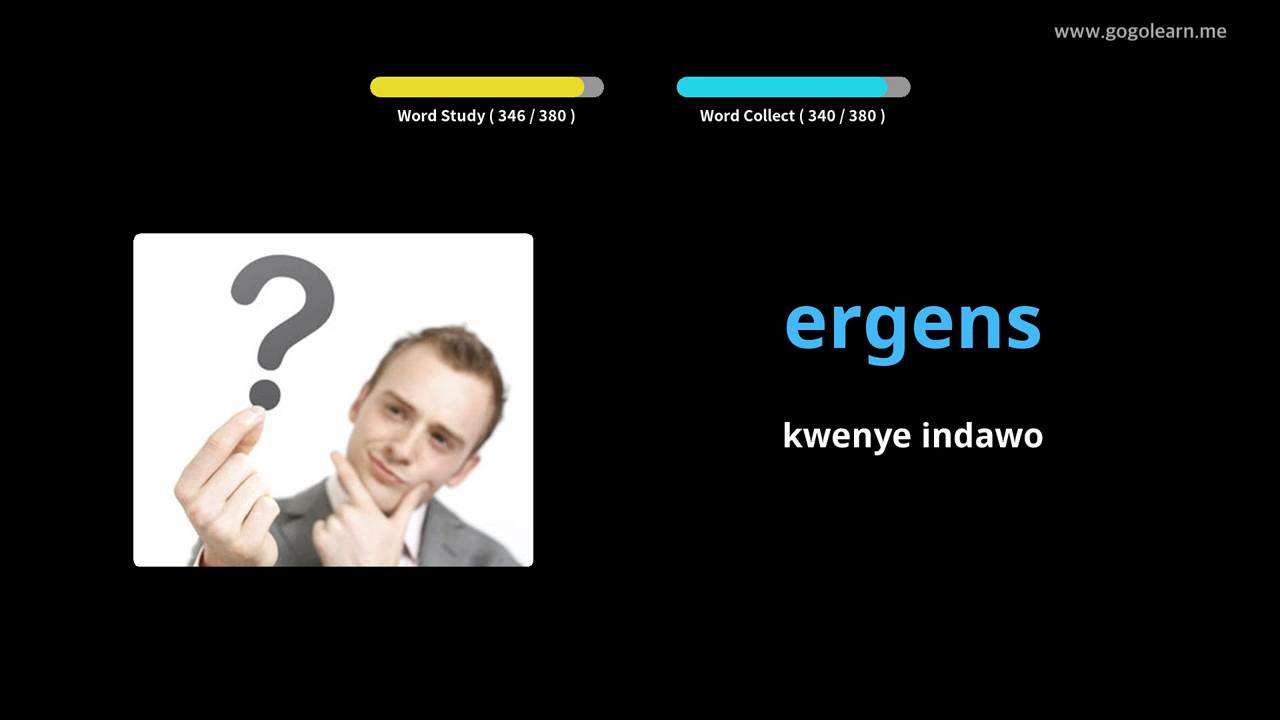 www.gogolearn.me
Word Study ( 346 / 380 )
Word Collect ( 340 / 380 )
?
ergens
kwenye indawo